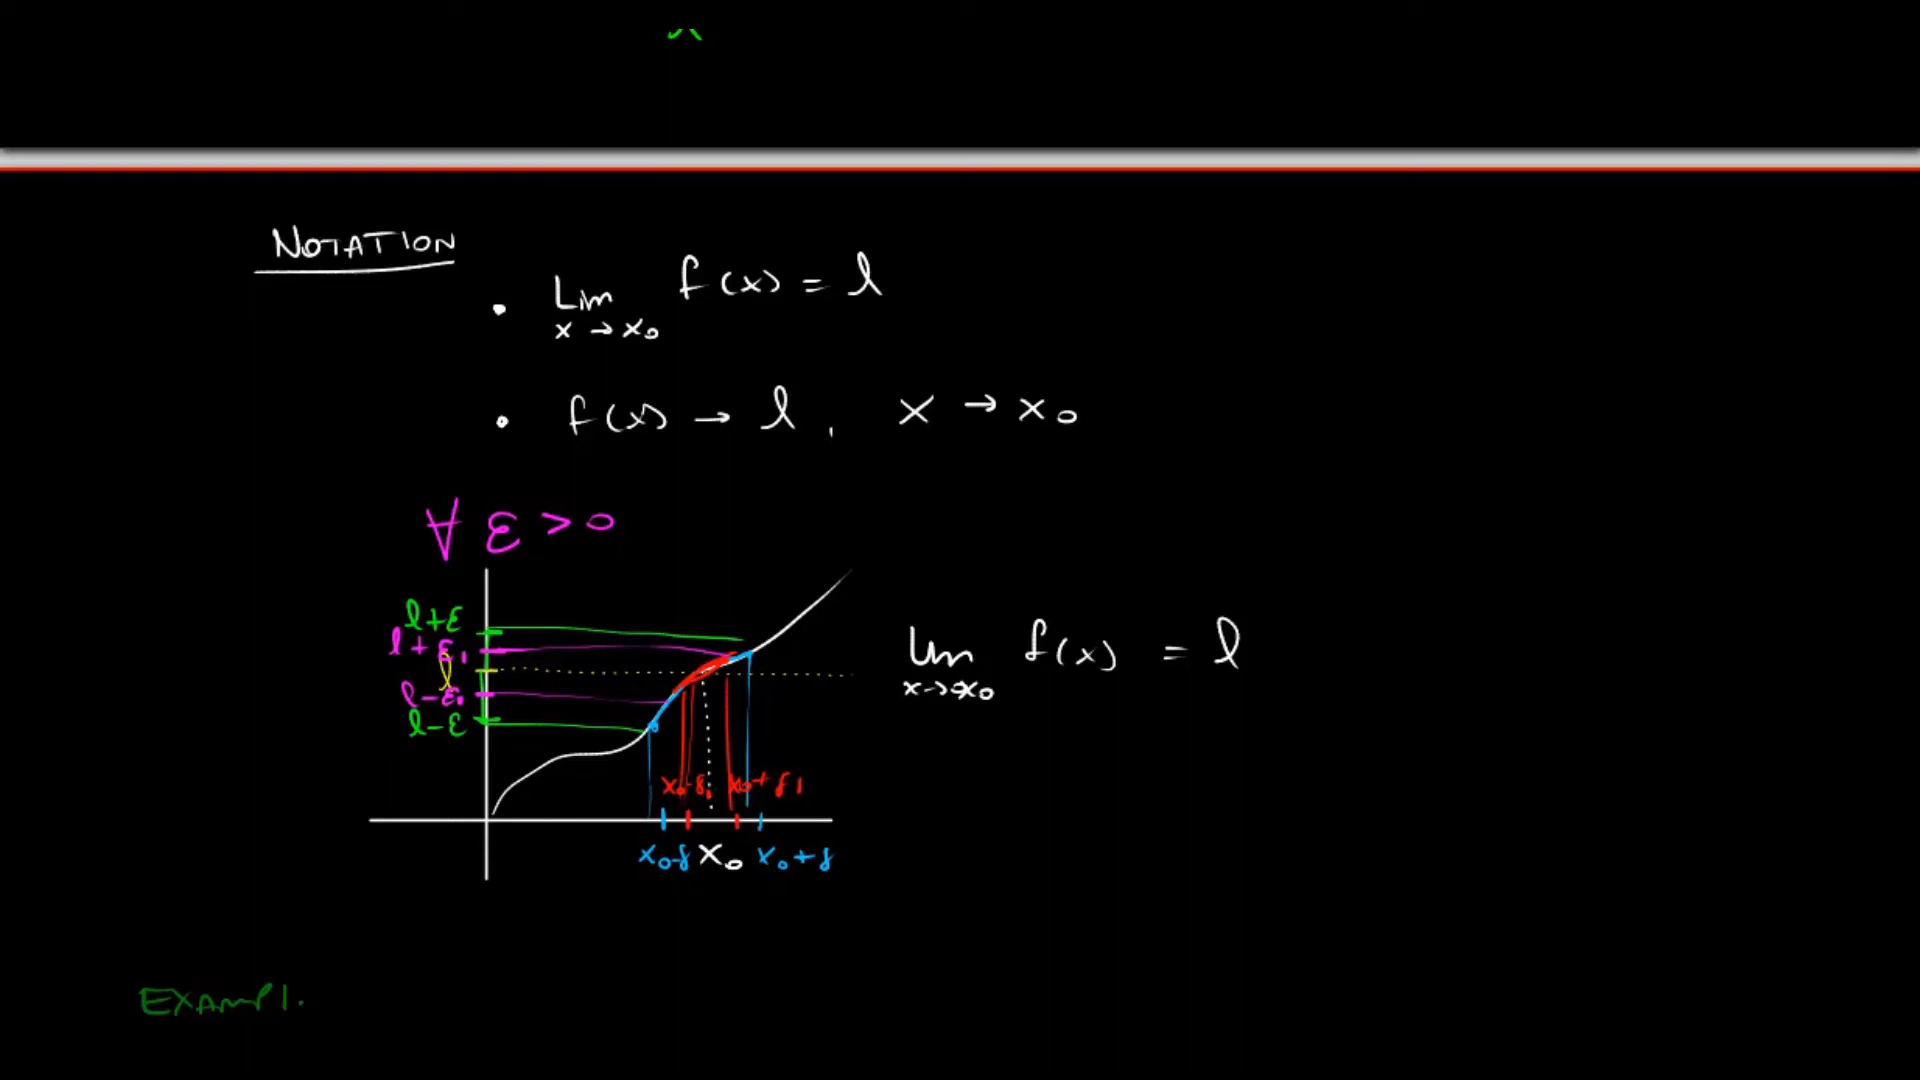 NOTATION
• Lim f(x) = l
x → x₀
• f(x) → l, x → x₀
∀ ε > 0
l+ε
l+ε₁
l
l-ε₁
l-ε
Lim f(x) = l
x→x₀
x₀-δ₁ x₀+δ1
x₀-δ x₀ x₀+δ
EXAMPL.